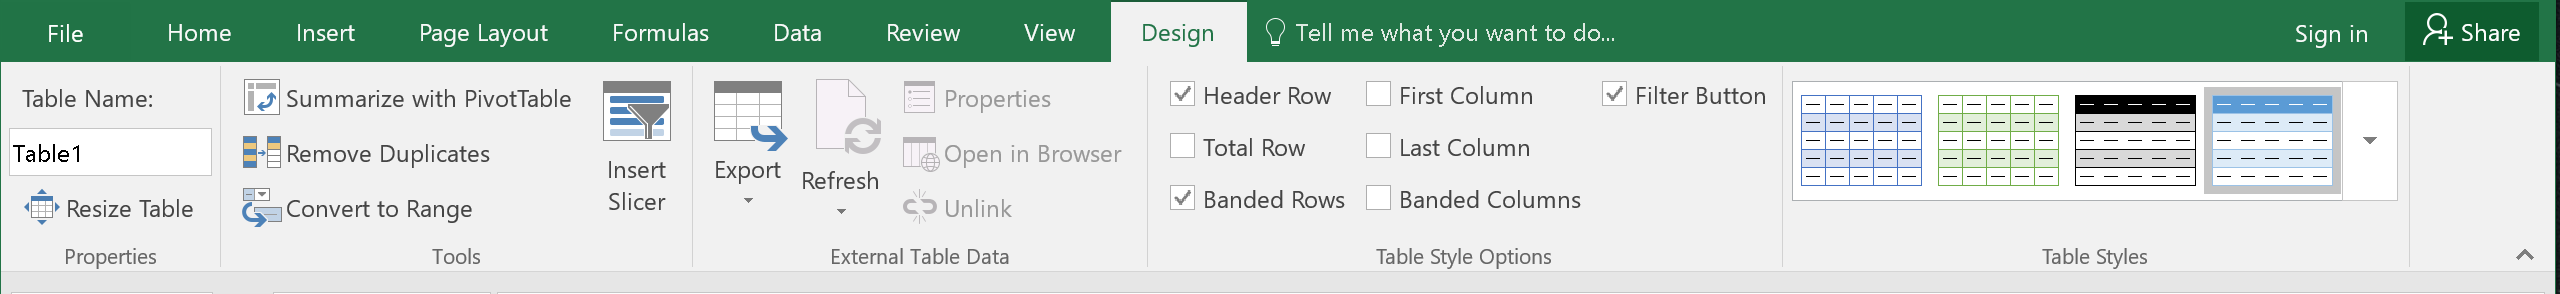 File Home Insert Page Layout Formulas Data Review View Design Tell me what you want to do... Sign in Share
Table Name:
Table1
Resize Table
Properties
Summarize with PivotTable
Remove Duplicates
Convert to Range
Insert
Slicer
Tools
Export
Refresh
Properties
Open in Browser
Unlink
External Table Data
Header Row
Total Row
Banded Rows
First Column
Last Column
Banded Columns
Filter Button
Table Style Options
Table Styles